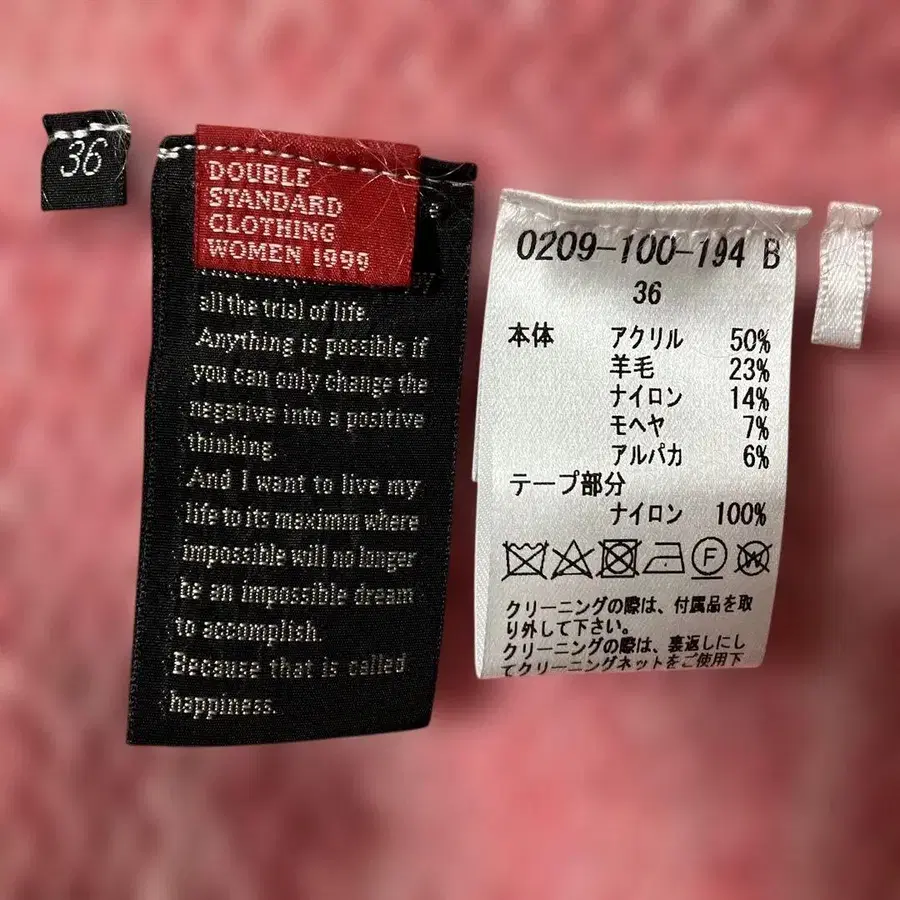 36
DOUBLE
STANDARD
CLOTHING
WOMEN 1999
all the trial of life.
Anything is possible if
you can only change the
negative into a positive
thinking.
And I want to live my
life to its maximm where
impossible will no longer
be an impossible dream
to accomplish.
Because that is called
happiness.
0209-100-194 B
36
本体 アクリル 50%
羊毛 23%
ナイロン 14%
モヘヤ 7%
アルパカ 6%
テープ部分
ナイロン 100%
F W
クリーニングの際は、付属品を取
り外して下さい。
クリーニングの際は、裏返しにし
てクリーニングネットをご使用下